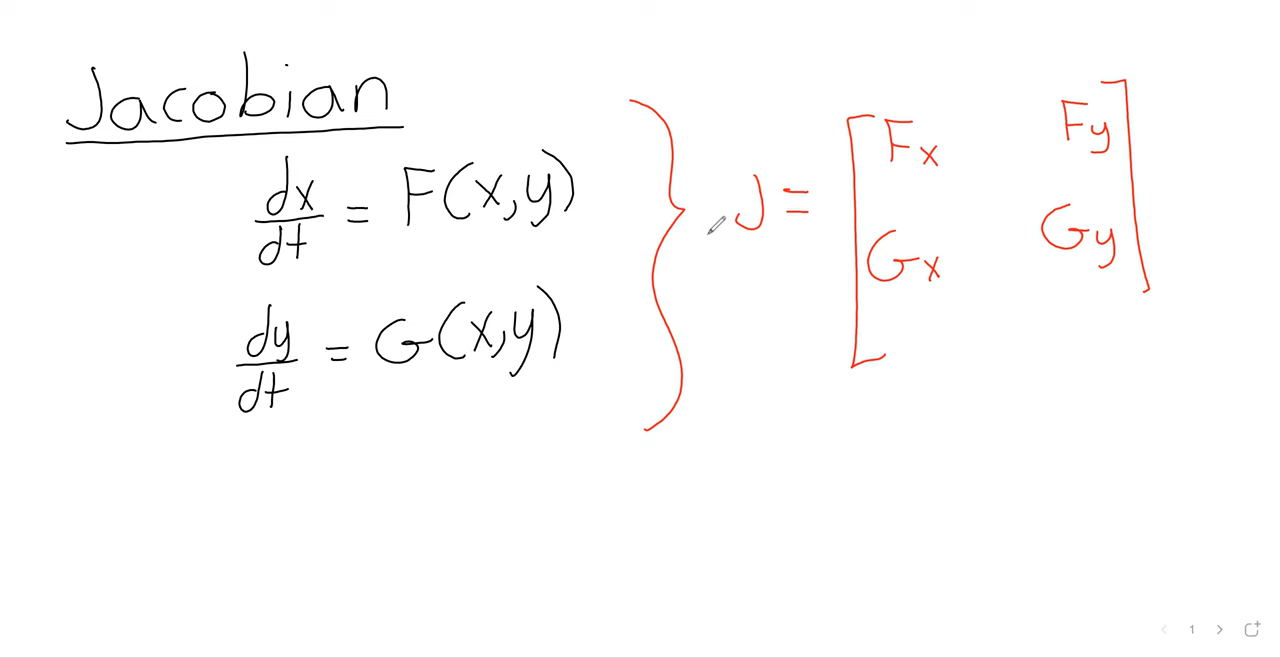 Jacobian
dx/dt = F(x,y)
dy/dt = G(x,y)
J = [Fx Fy
Gx Gy]
1